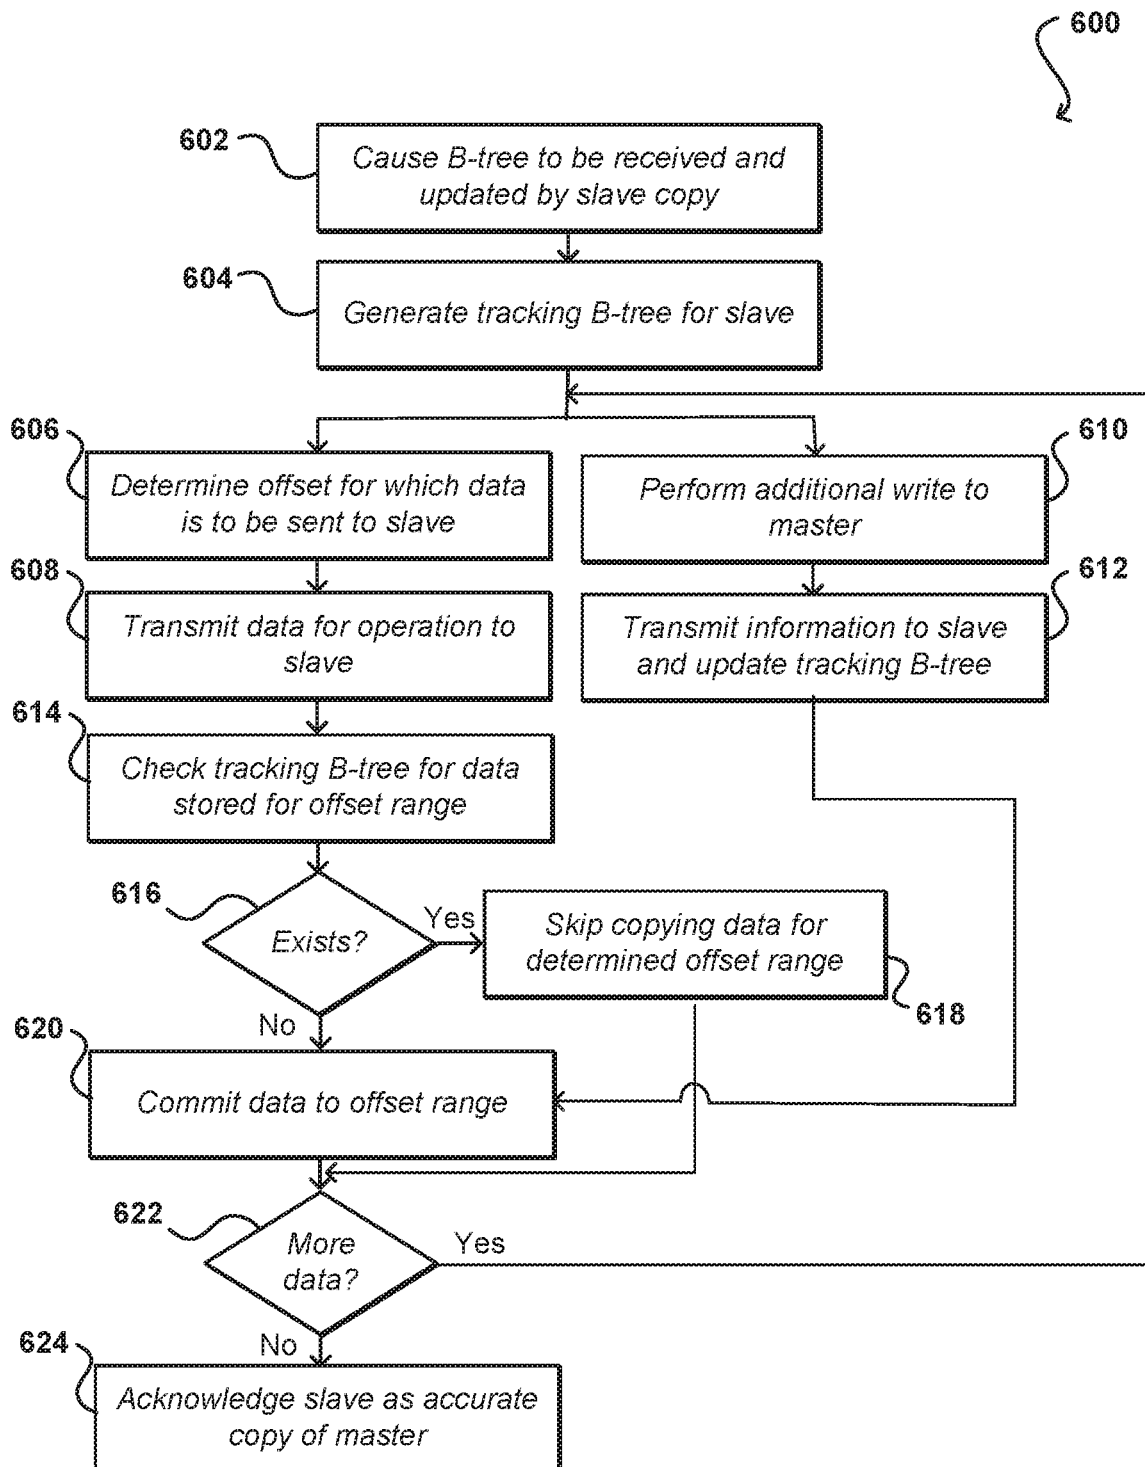 600
602
Cause B-tree to be received and
updated by slave copy
604
Generate tracking B-tree for slave
606
Determine offset for which data
is to be sent to slave
610
Perform additional write to
master
608
Transmit data for operation to
slave
612
Transmit information to slave
and update tracking B-tree
614
Check tracking B-tree for data
stored for offset range
616
Exists?
Yes
Skip copying data for
determined offset range
618
No
620
Commit data to offset range
622
More
data?
Yes
No
624
Acknowledge slave as accurate
copy of master